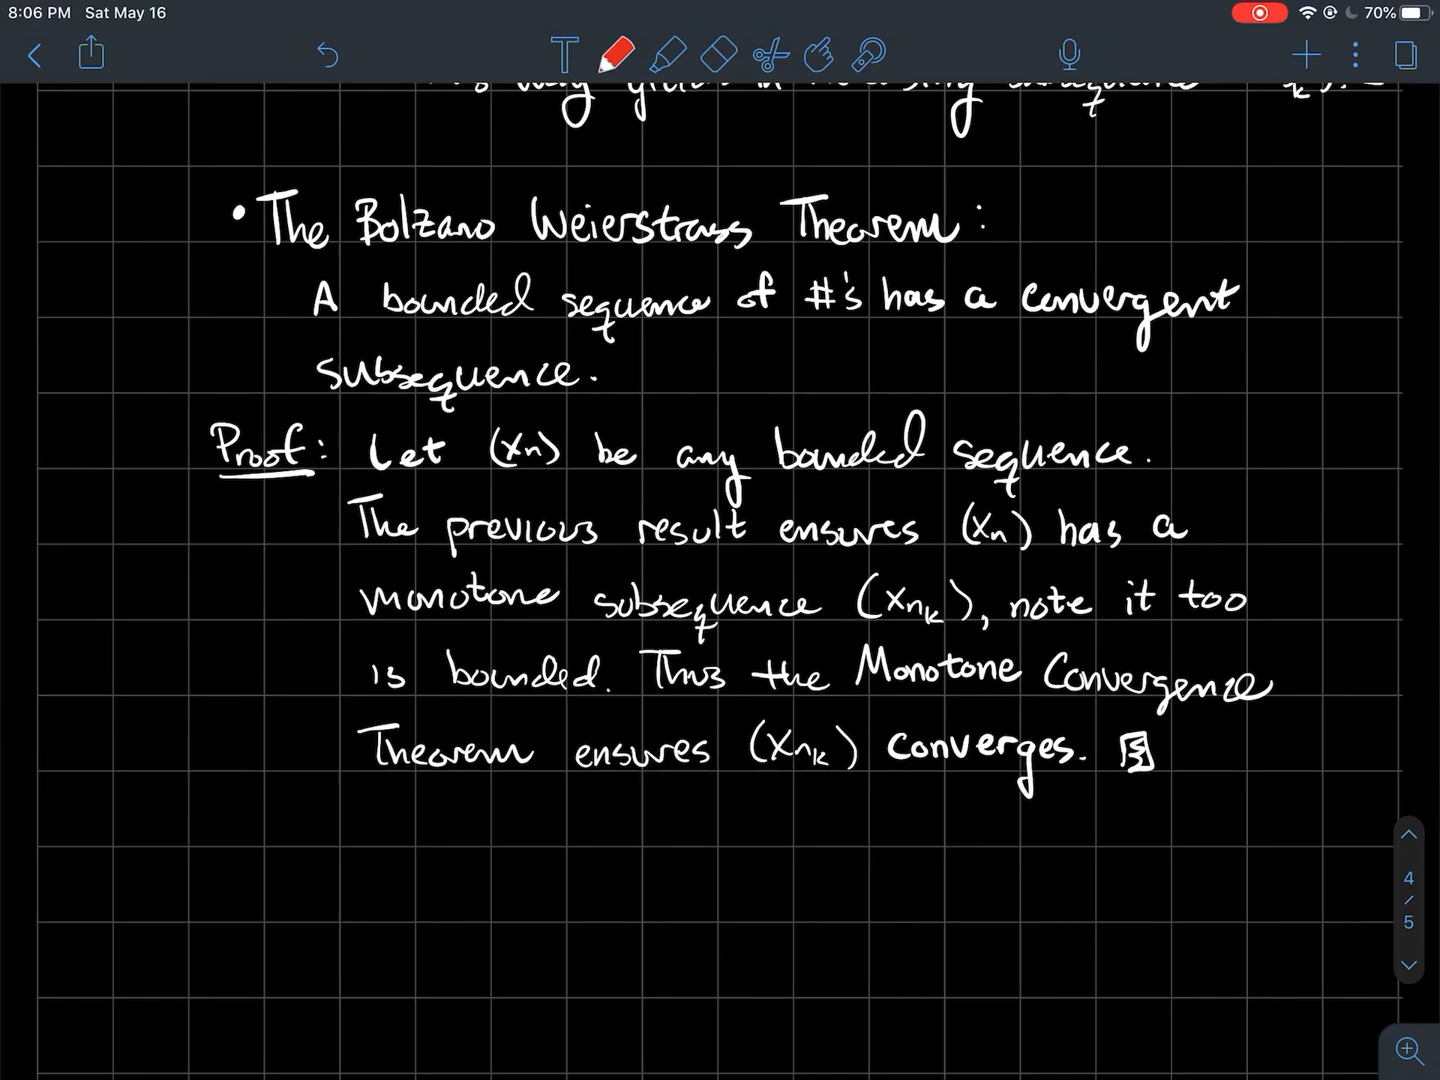 8:06 PM Sat May 16
70%
T
increasing subsequence
• The Bolzano Weierstrass Theorem:
A bounded sequence of #'s has a convergent
subsequence.
Proof: Let (xn) be any bounded sequence.
The previous result ensures (xn) has a
monotone subsequence (xnk), note it too
is bounded. Thus the Monotone Convergence
Theorem ensures (xnk) converges.
4
/
5